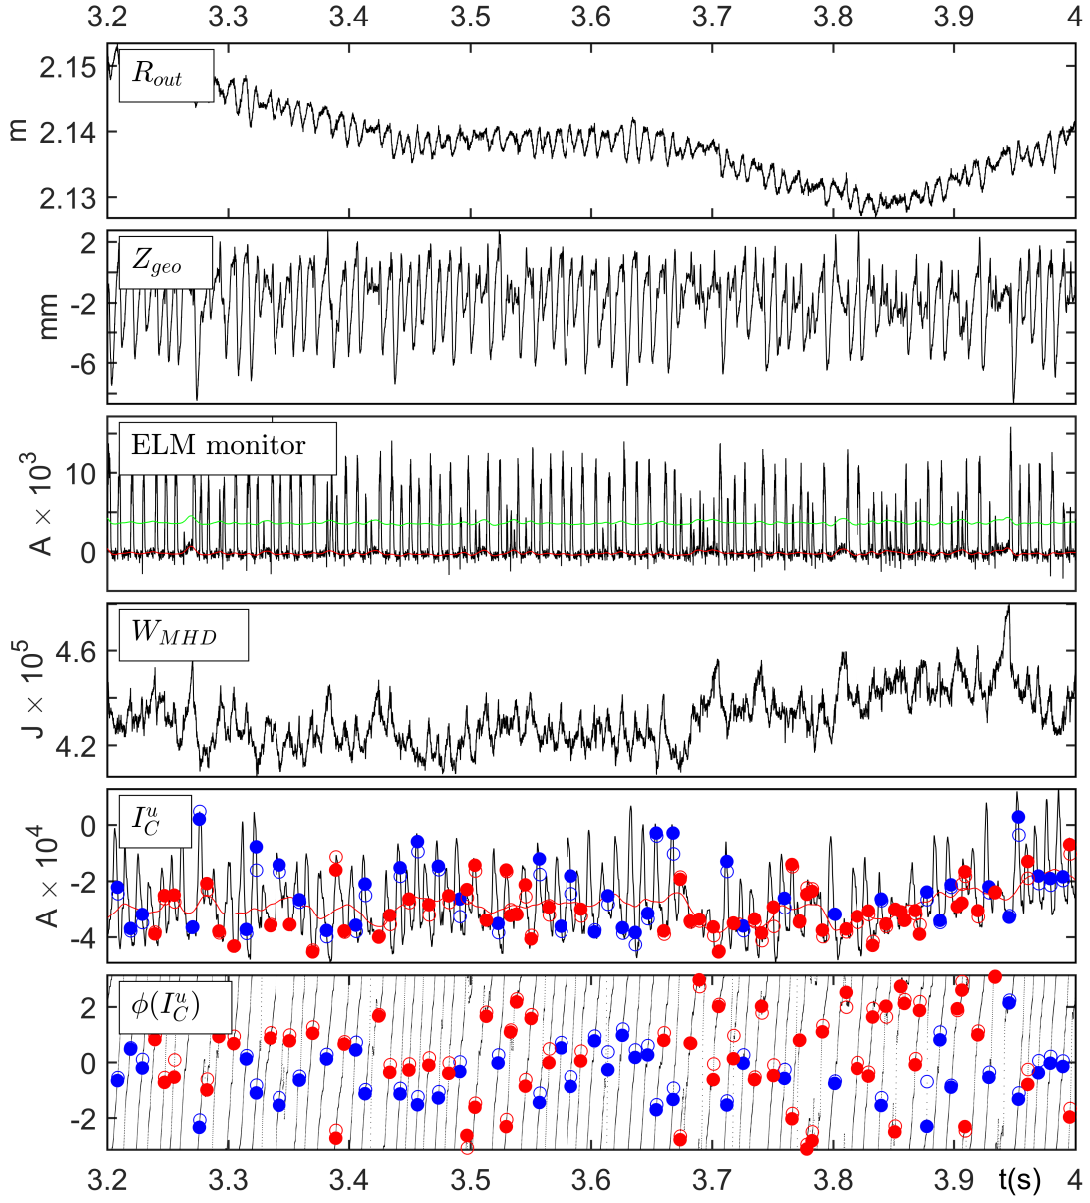 3.2 3.3 3.4 3.5 3.6 3.7 3.8 3.9 4
R_out
2.15
2.14
2.13
m
Z_geo
2
-2
-6
mm
ELM monitor
10
0
A × 10^3
W_MHD
4.6
4.2
J × 10^5
I_C^u
0
-2
-4
A × 10^4
ϕ(I_C^u)
2
0
-2
3.2 3.3 3.4 3.5 3.6 3.7 3.8 3.9 t(s) 4